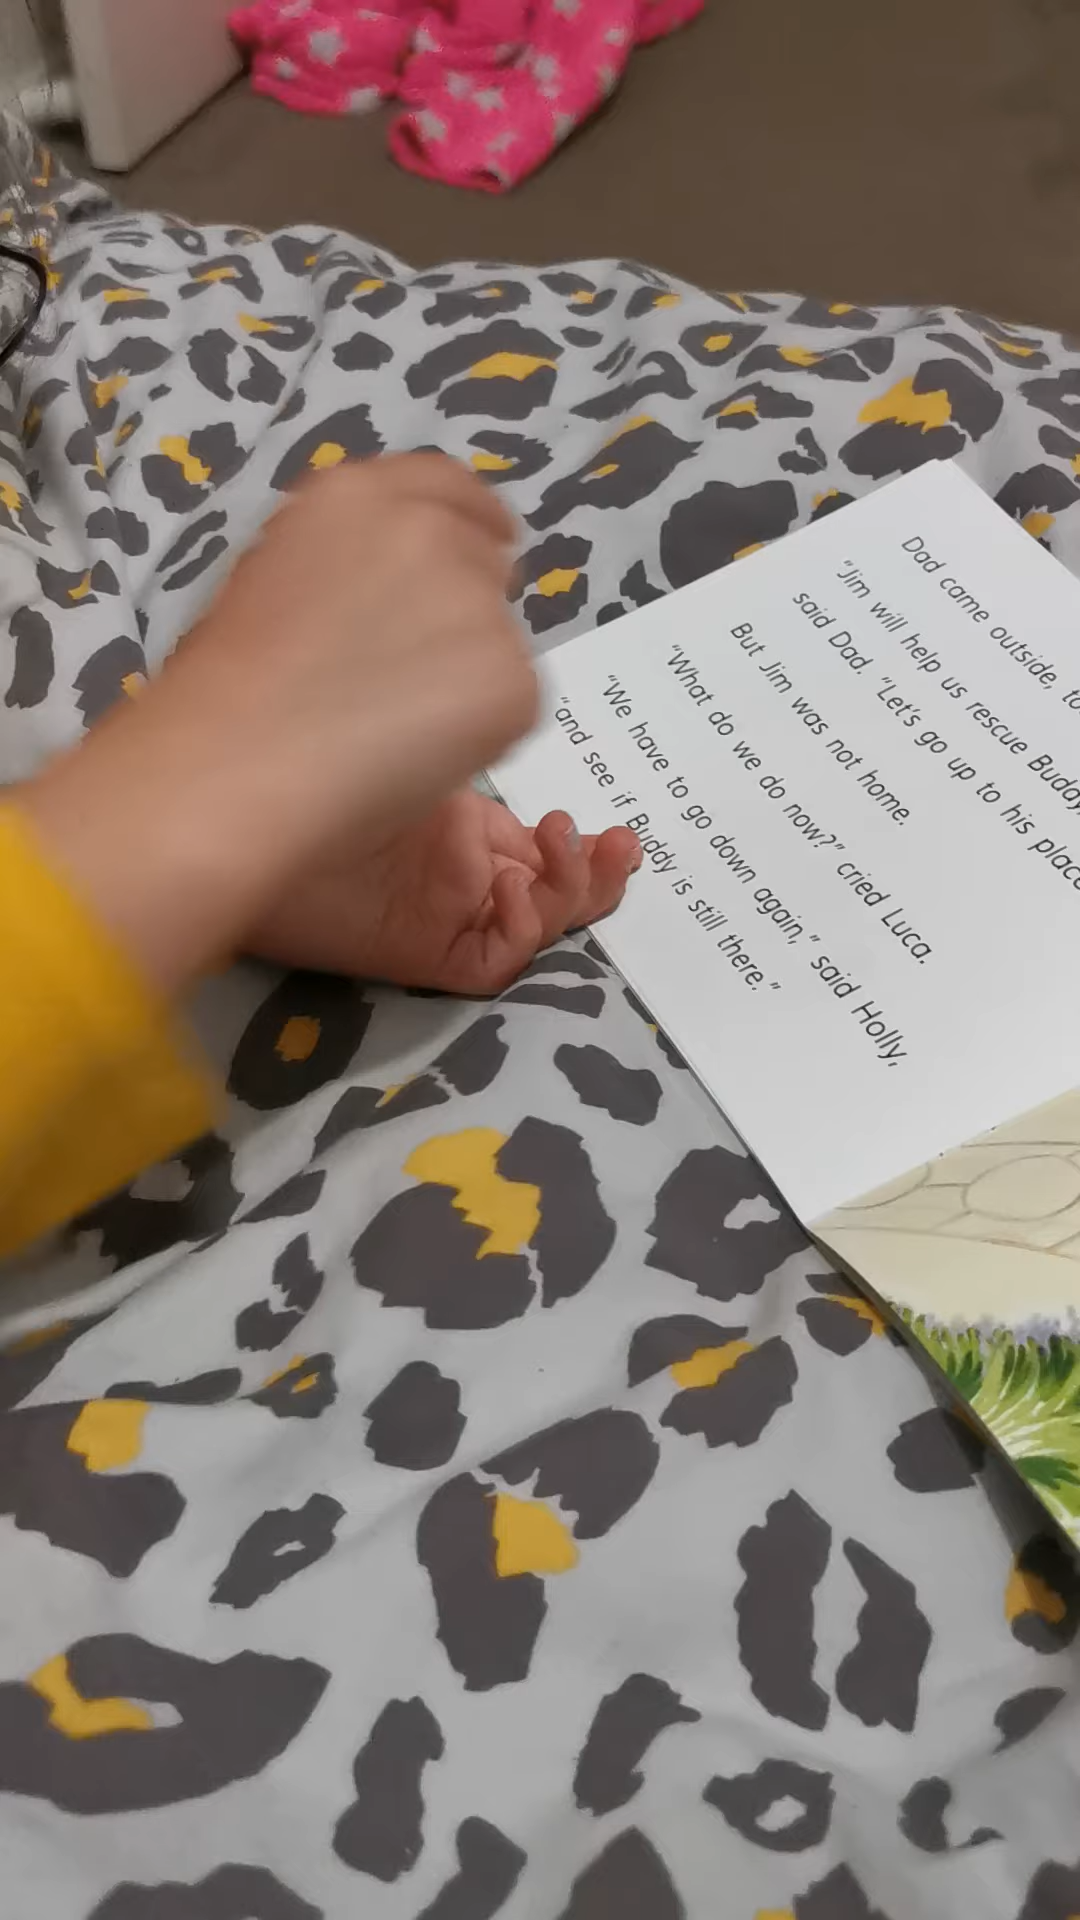 Dad came outside, to
"Jim will help us rescue Buddy,
said Dad. "Let's go up to his place
But Jim was not home.
"What do we do now?" cried Luca.
"We have to go down again," said Holly,
"and see if Buddy is still there."